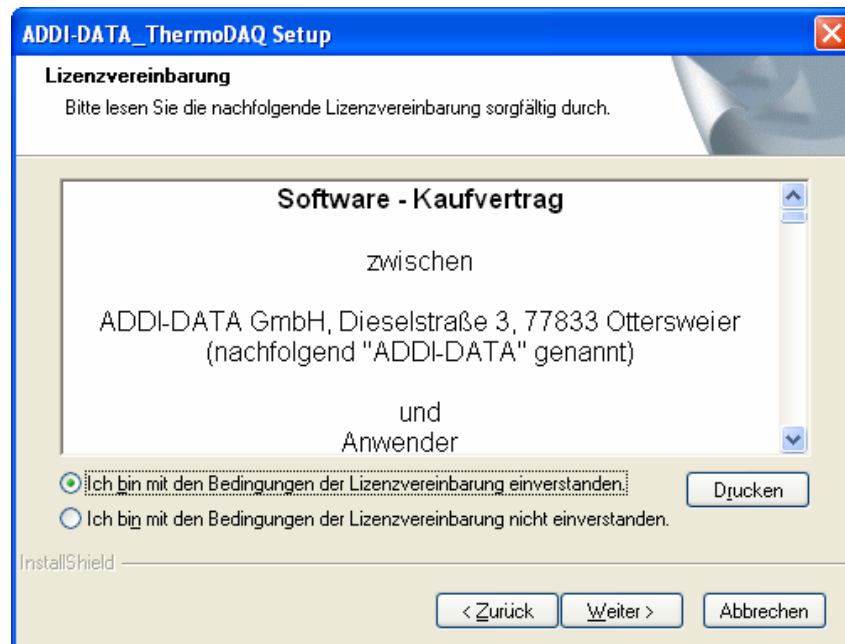 ADDI-DATA_ThermoDAQ Setup
Lizenzvereinbarung
Bitte lesen Sie die nachfolgende Lizenzvereinbarung sorgfältig durch.
Software - Kaufvertrag
zwischen
ADDI-DATA GmbH, Dieselstraße 3, 77833 Ottersweier
(nachfolgend "ADDI-DATA" genannt)
und
Anwender
Ich bin mit den Bedingungen der Lizenzvereinbarung einverstanden.
Drucken
Ich bin mit den Bedingungen der Lizenzvereinbarung nicht einverstanden.
InstallShield
< Zurück
Weiter >
Abbrechen